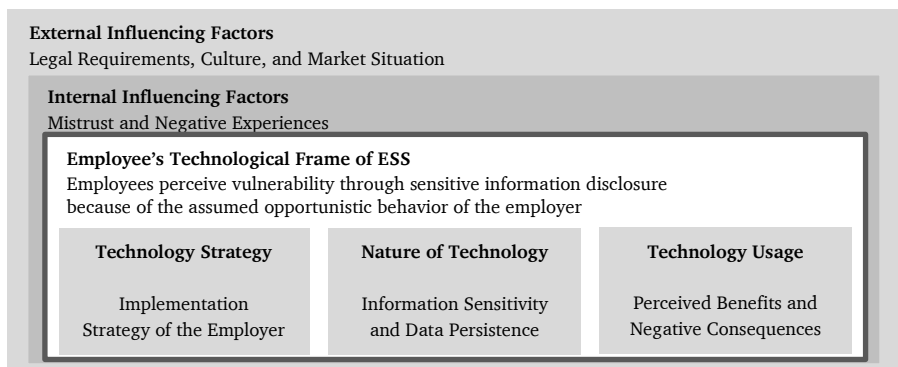 External Influencing Factors
Legal Requirements, Culture, and Market Situation
Internal Influencing Factors
Mistrust and Negative Experiences
Employee's Technological Frame of ESS
Employees perceive vulnerability through sensitive information disclosure
because of the assumed opportunistic behavior of the employer
Technology Strategy
Implementation
Strategy of the Employer
Nature of Technology
Information Sensitivity
and Data Persistence
Technology Usage
Perceived Benefits and
Negative Consequences